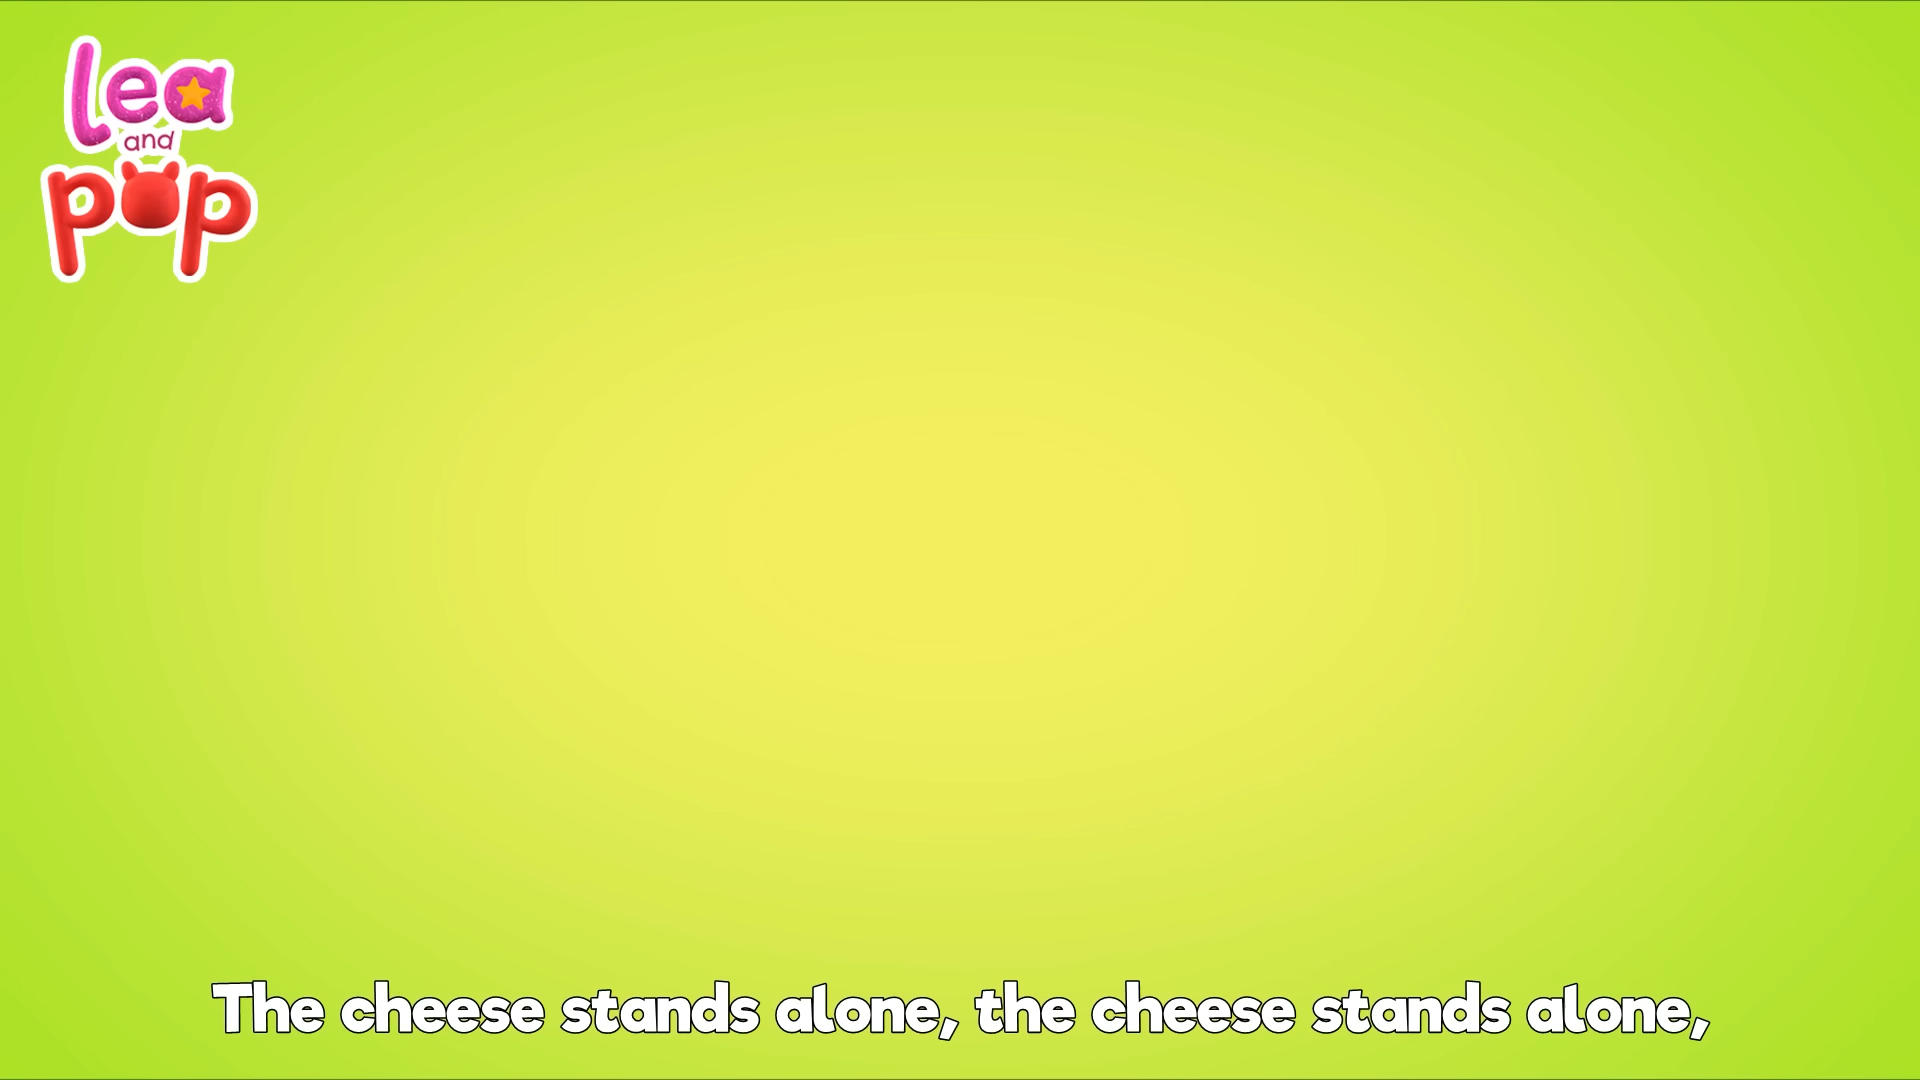 lea
and
pop
The cheese stands alone, the cheese stands alone,